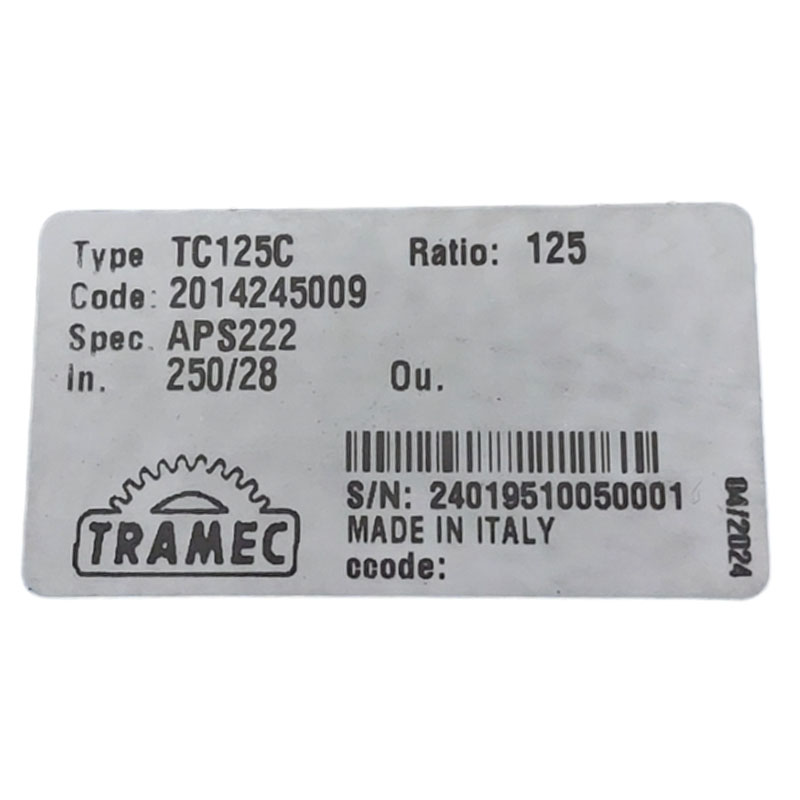 Type TC125C Ratio: 125
Code: 2014245009
Spec. APS222
In. 250/28 Ou.
S/N: 24019510050001
MADE IN ITALY
ccode:
TRAMEC
04/2024